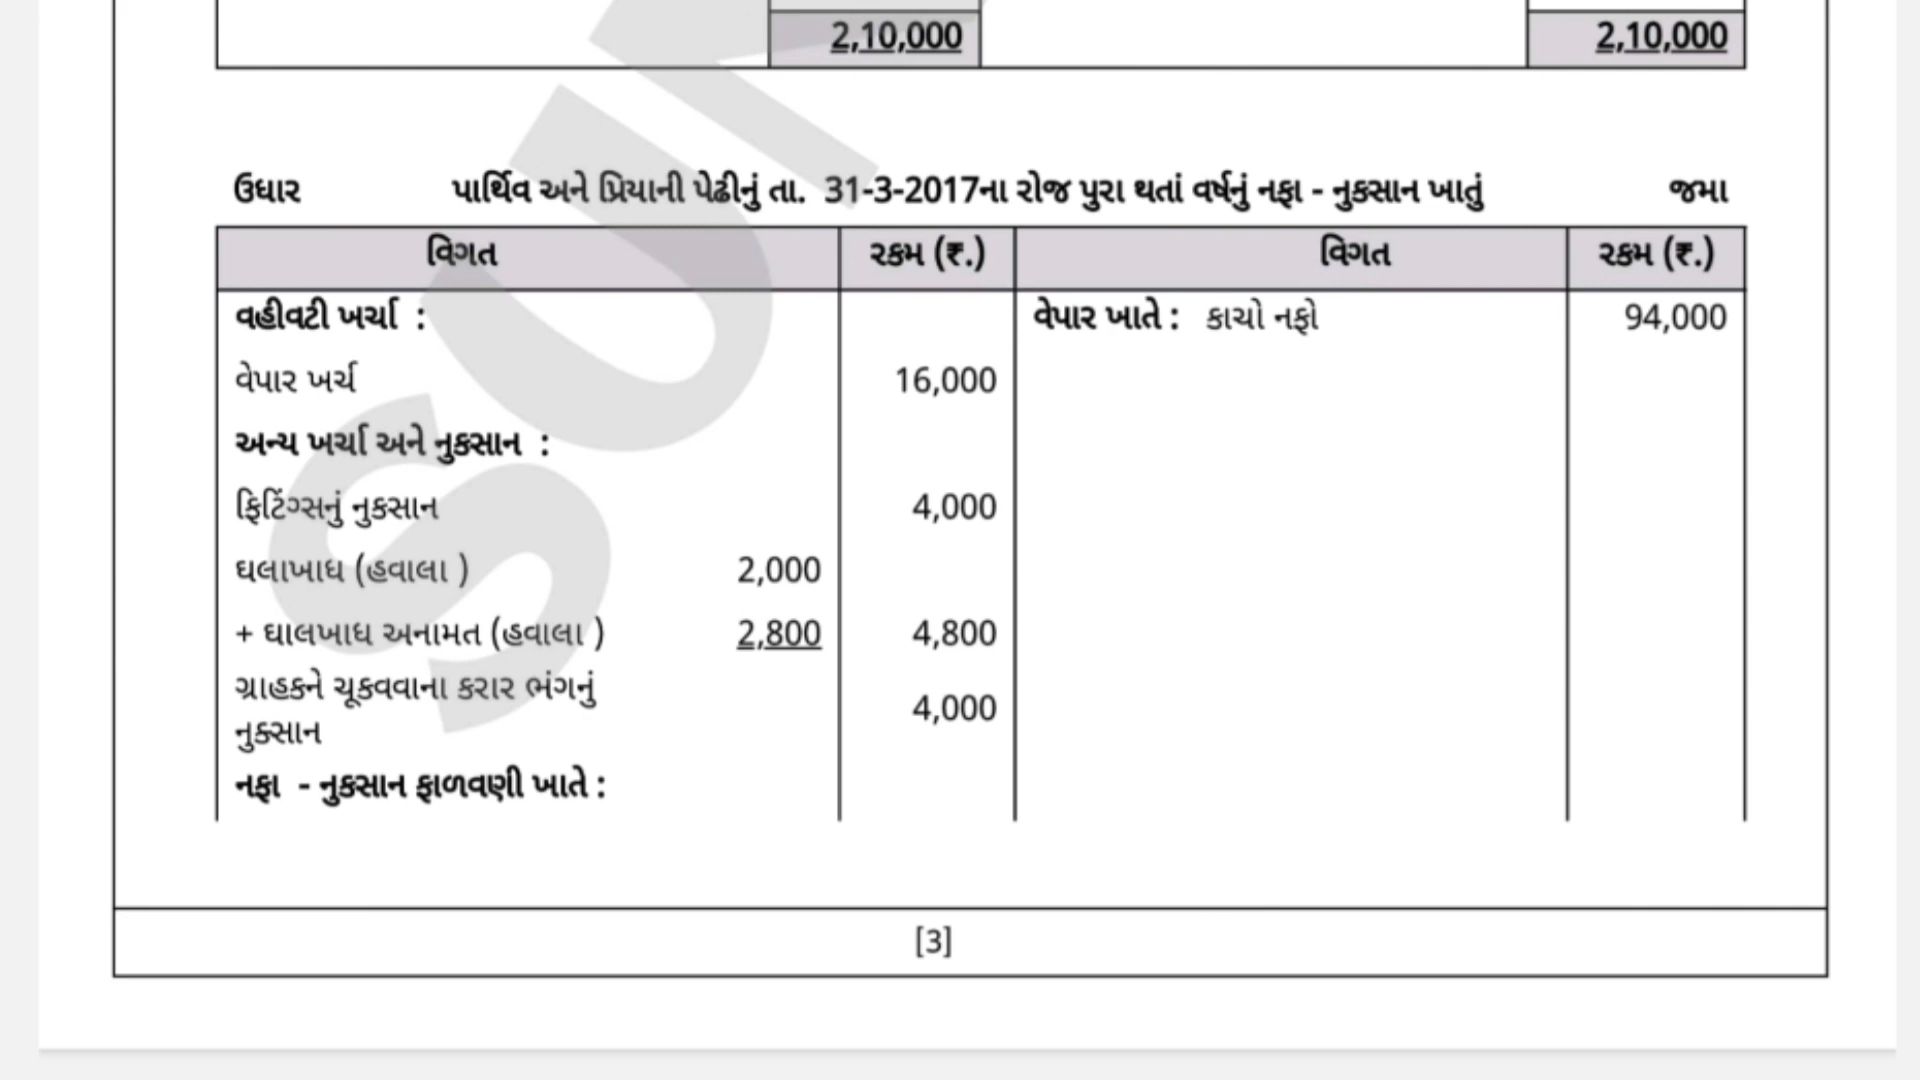 2,10,000 2,10,000
ઉધાર પાર્થિવ અને પ્રિયાની પેઢીનું તા. 31-3-2017ના રોજ પુરા થતાં વર્ષનું નફા - નુકસાન ખાતું જમા
વિગત રકમ (₹.) વિગત રકમ (₹.)
વહીવટી ખર્ચા : વેપાર ખાતે : કાચો નફો 94,000
વેપાર ખર્ચ 16,000
અન્ય ખર્ચા અને નુકસાન :
ફિટિંગ્સનું નુકસાન 4,000
ઘલાખાધ (હવાલા ) 2,000
+ ઘાલખાધ અનામત (હવાલા ) 2,800 4,800
ગ્રાહકને ચૂકવવાના કરાર ભંગનું
નુક્સાન 4,000
નફા - નુકસાન ફાળવણી ખાતે :
[3]